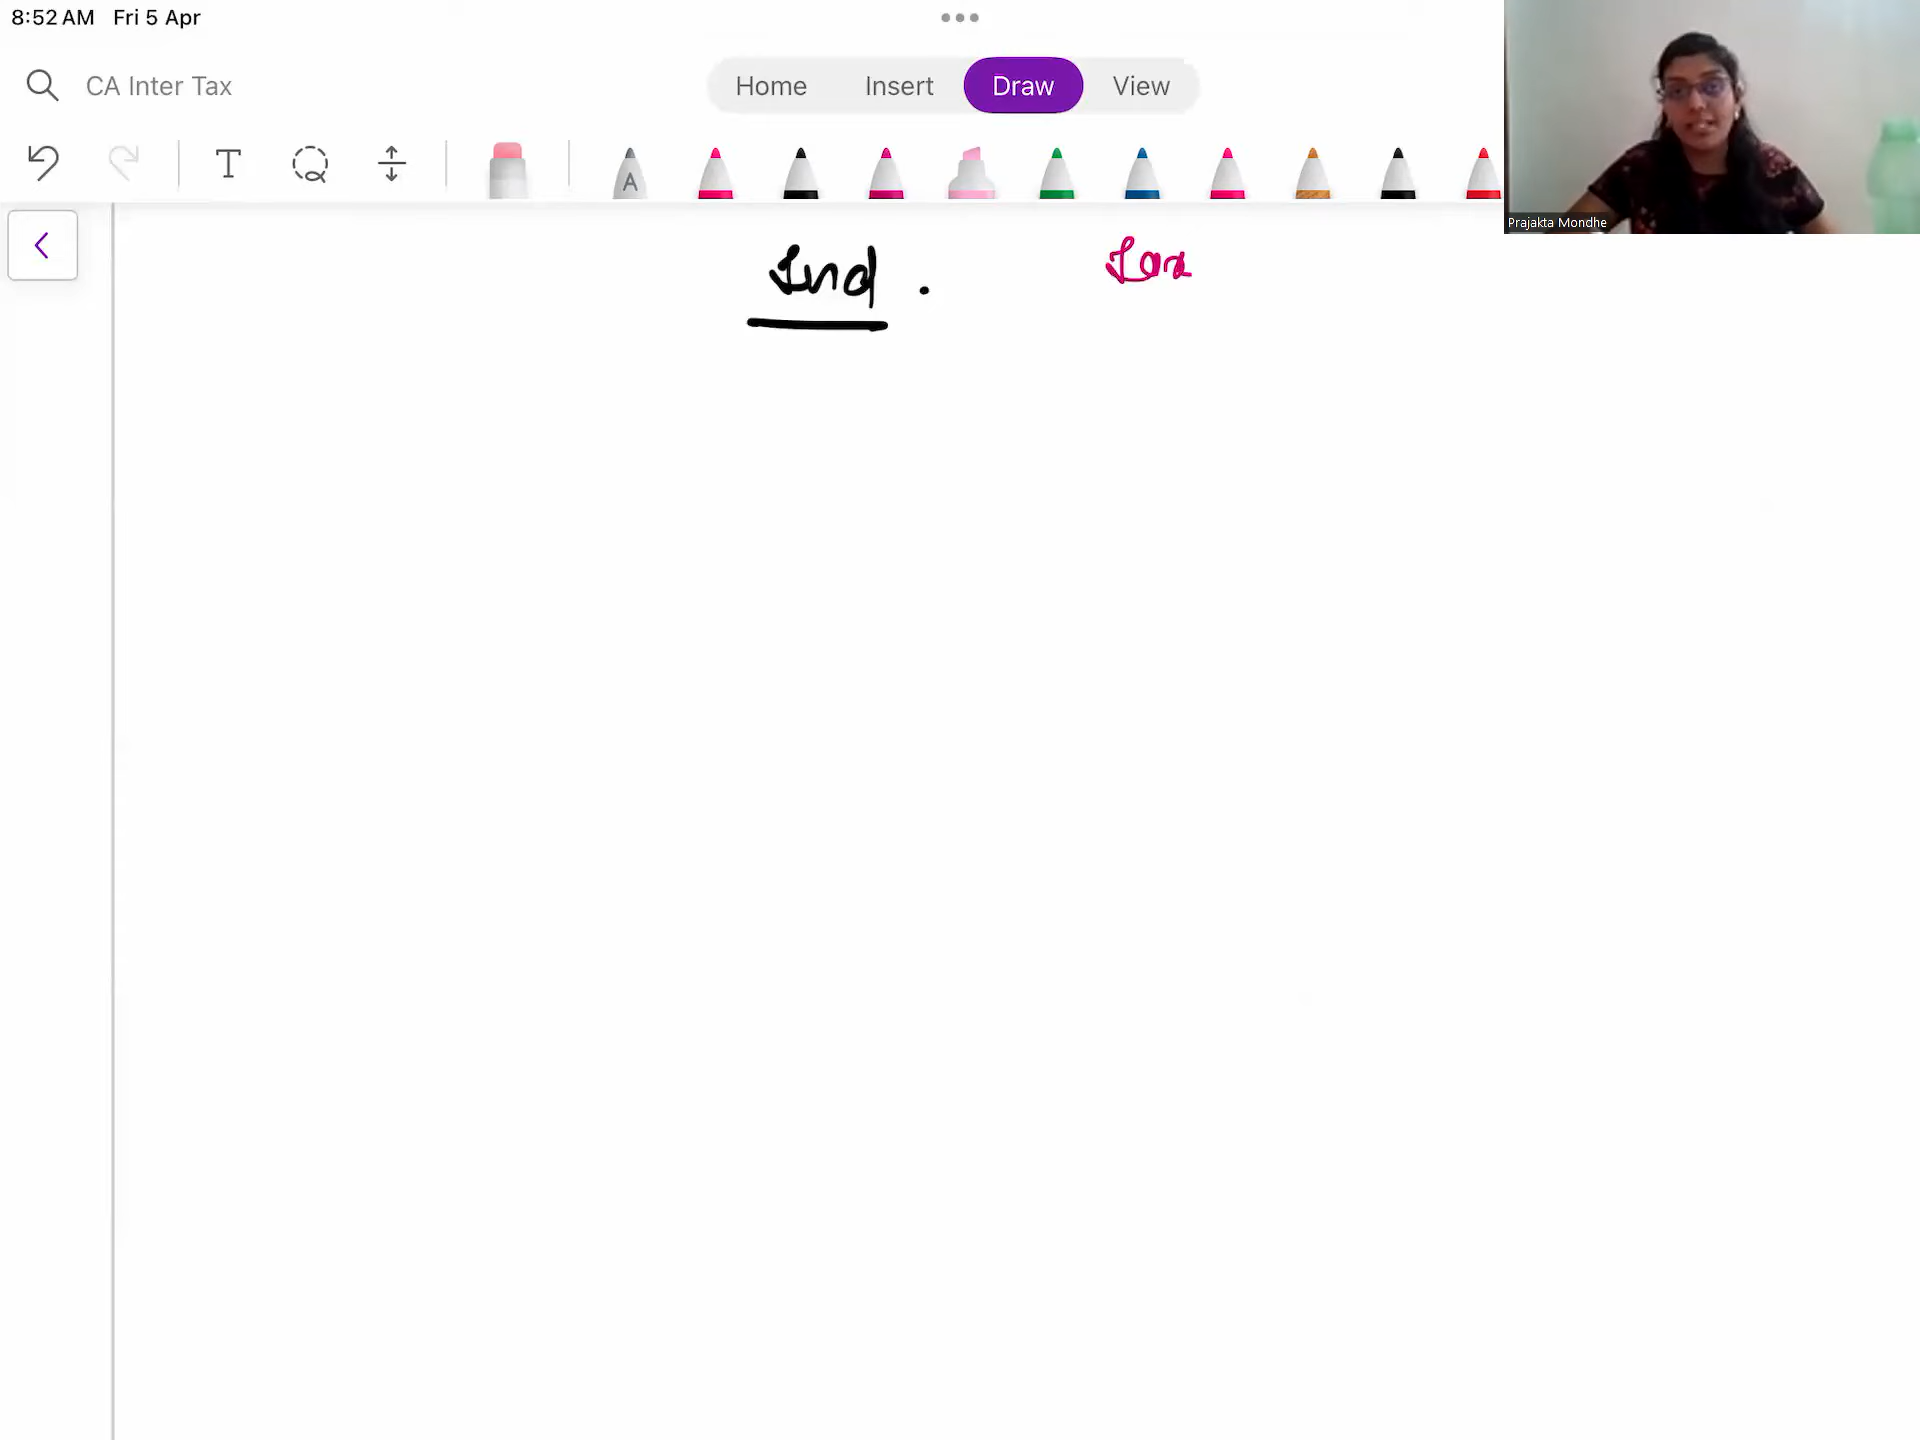 8:52 AM Fri 5 Apr
CA Inter Tax
Home Insert Draw View
T
A
Prajakta Mondhe
Ind .